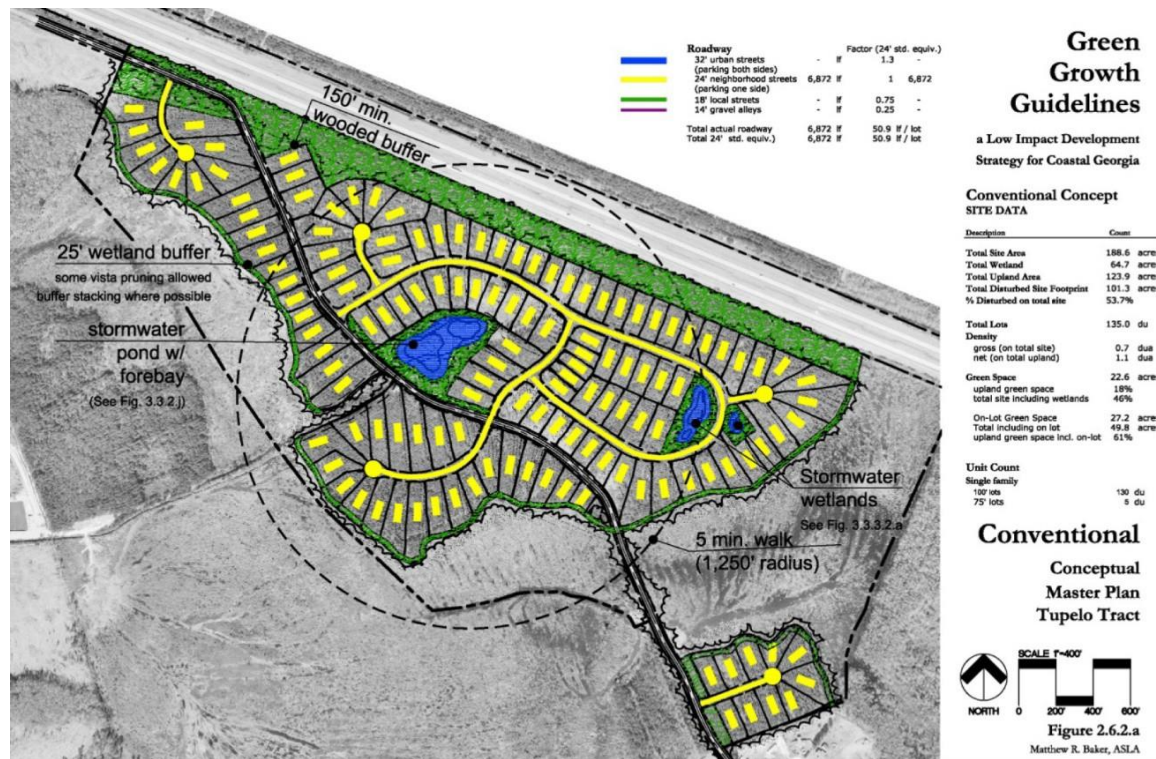 Roadway Factor (24' std. equiv.)
32' urban streets - lf 1.3 -
(parking both sides)
24' neighborhood streets 6,872 lf 1 6,872
(parking one side)
18' local streets - lf 0.75 -
14' gravel alleys - lf 0.25 -
Total actual roadway 6,872 lf 50.9 lf / lot
Total 24' std. equiv.) 6,872 lf 50.9 lf / lot
150' min.
wooded buffer
25' wetland buffer
some vista pruning allowed
buffer stacking where possible
stormwater
pond w/
forebay
(See Fig. 3.3.2.j)
Stormwater
wetlands
See Fig. 3.3.3.2.a
5 min. walk
(1,250' radius)
Green
Growth
Guidelines
a Low Impact Development
Strategy for Coastal Georgia
Conventional Concept
SITE DATA
Description Count
Total Site Area 188.6 acre
Total Wetland 64.7 acre
Total Upland Area 123.9 acre
Total Disturbed Site Footprint 101.3 acre
% Disturbed on total site 53.7%
Total Lots 135.0 du
Density
gross (on total site) 0.7 dua
net (on total upland) 1.1 dua
Green Space 22.6 acre
upland green space 18%
total site including wetlands 46%
On-Lot Green Space 27.2 acre
Total including on lot 49.8 acre
upland green space incl. on-lot 61%
Unit Count
Single family
100' lots 130 du
75' lots 5 du
Conventional
Conceptual
Master Plan
Tupelo Tract
SCALE 1"=400'
NORTH 0 200' 400' 600'
Figure 2.6.2.a
Matthew R. Baker, ASLA